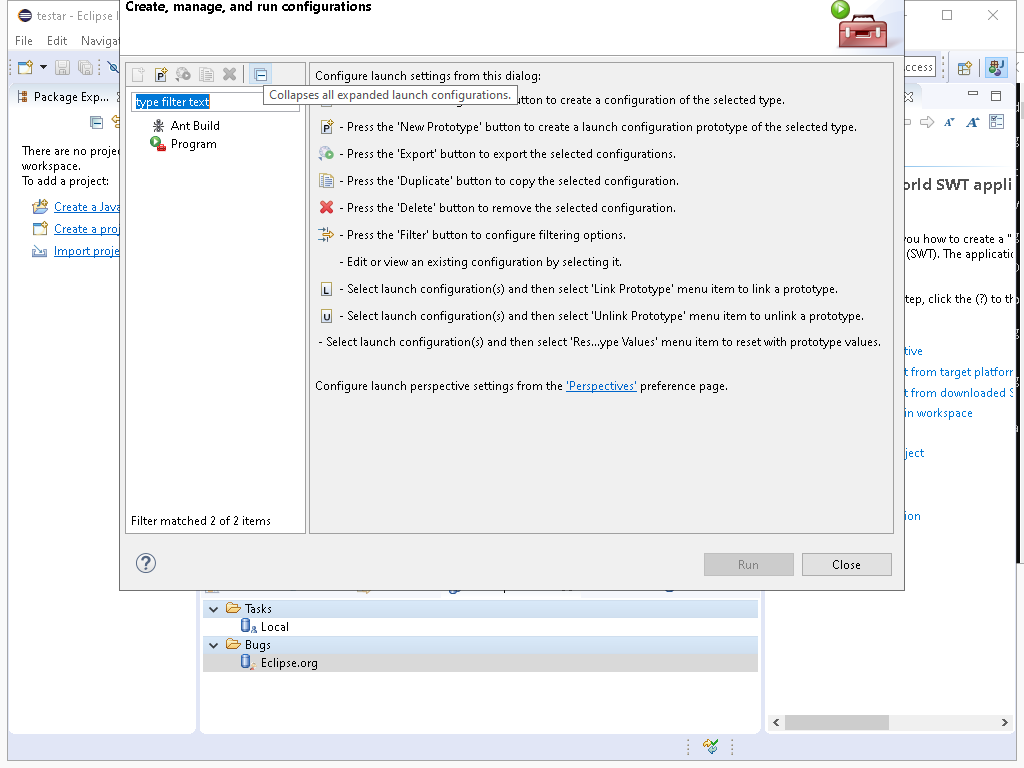 Create, manage, and run configurations
testar - Eclipse
File Edit
ccess
Package Exp...
Configure launch settings from this dialog:
type filter text
Collapses all expanded launch configurations.
utton to create a configuration of the selected type.
Ant Build
Program
- Press the 'New Prototype' button to create a launch configuration prototype of the selected type.
- Press the 'Export' button to export the selected configurations.
- Press the 'Duplicate' button to copy the selected configuration.
- Press the 'Delete' button to remove the selected configuration.
- Press the 'Filter' button to configure filtering options.
- Edit or view an existing configuration by selecting it.
L - Select launch configuration(s) and then select 'Link Prototype' menu item to link a prototype.
U - Select launch configuration(s) and then select 'Unlink Prototype' menu item to unlink a prototype.
- Select launch configuration(s) and then select 'Res...ype Values' menu item to reset with prototype values.
Configure launch perspective settings from the 'Perspectives' preference page.
Filter matched 2 of 2 items
? Run Close
There are no proje
workspace.
To add a project:
Create a Java
Create a proj
Import proje
orld SWT appli
you how to create a "
(SWT). The applicatio
tep, click the (?) to th
tive
t from target platforr
t from downloaded S
in workspace
ject
ion
Tasks
Local
Bugs
Eclipse.org